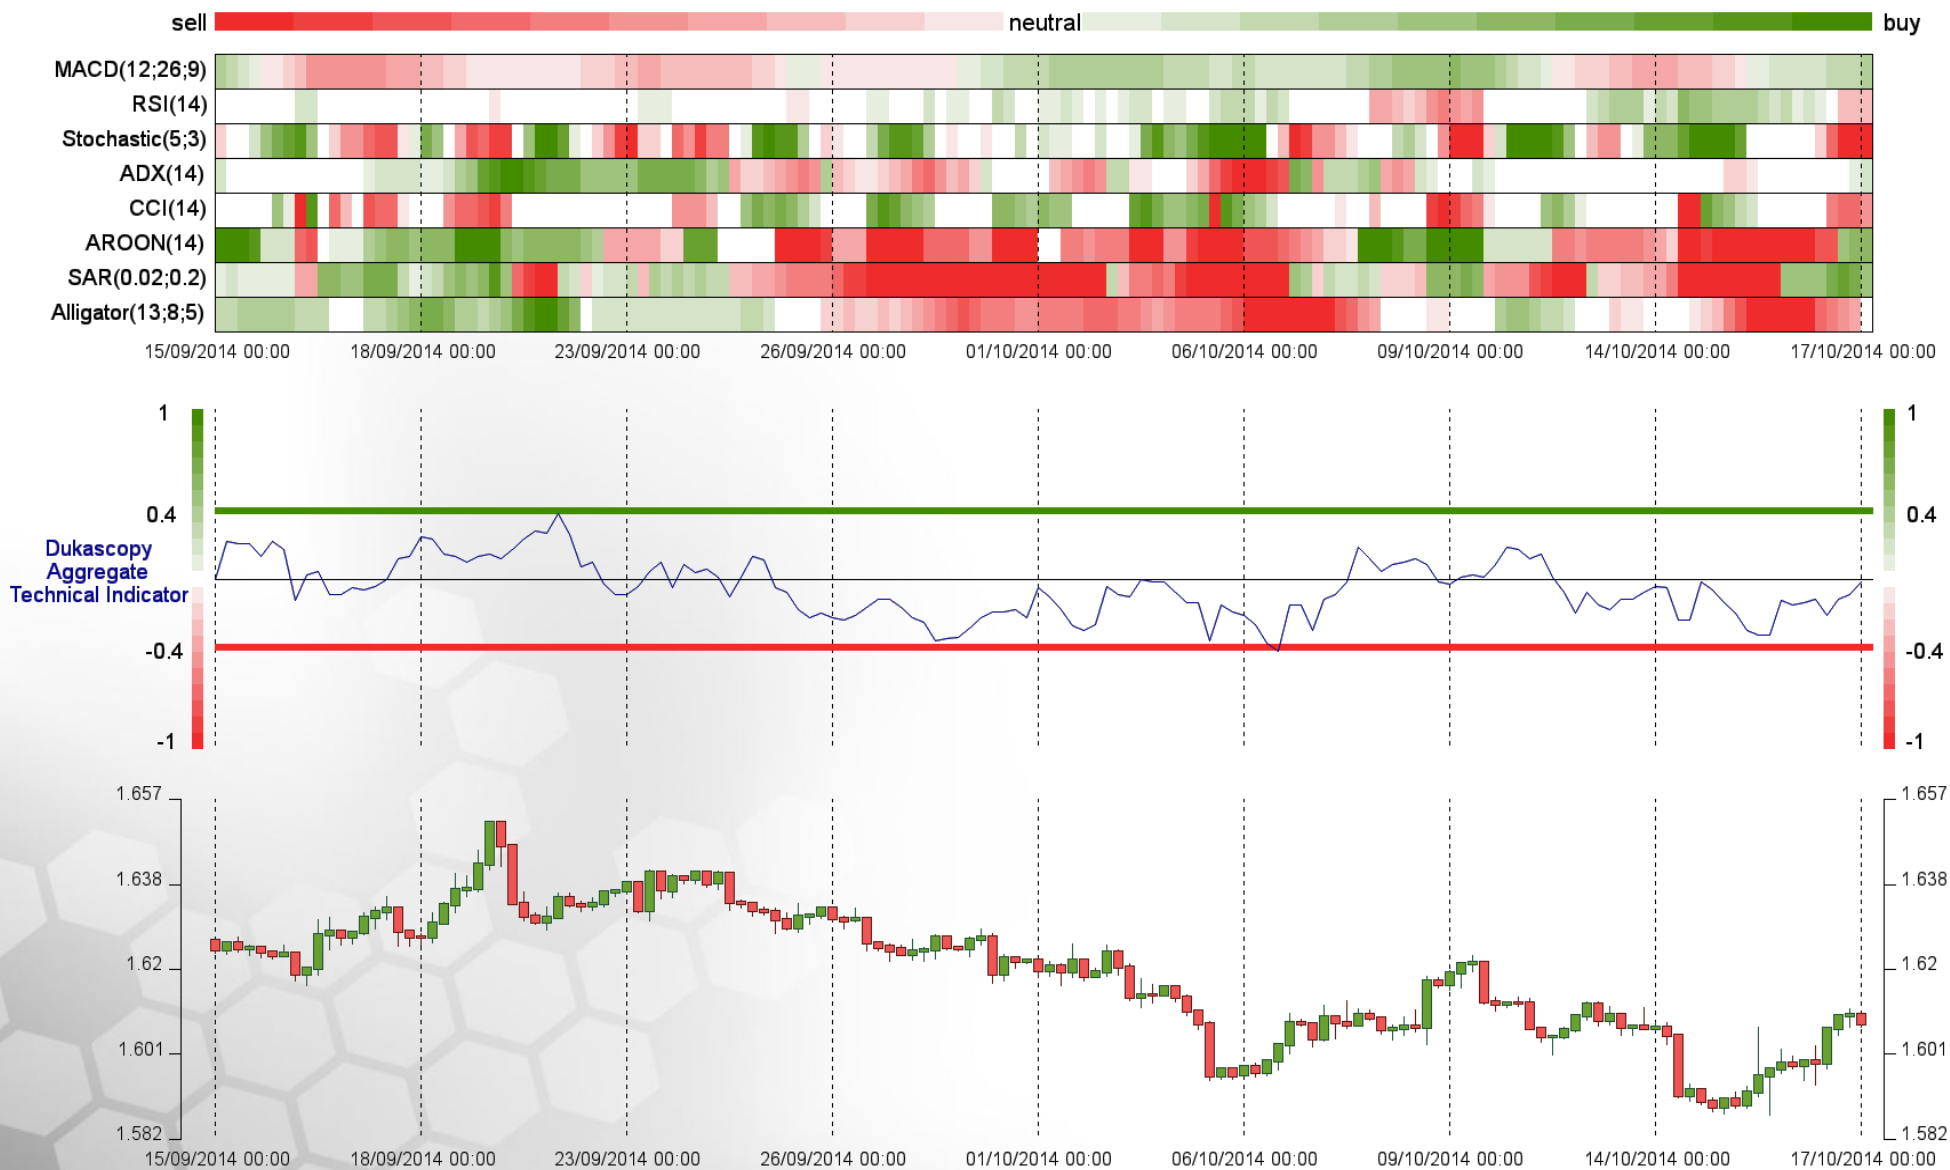 sell neutral buy
MACD(12;26;9)
RSI(14)
Stochastic(5;3)
ADX(14)
CCI(14)
AROON(14)
SAR(0.02;0.2)
Alligator(13;8;5)
15/09/2014 00:00 18/09/2014 00:00 23/09/2014 00:00 26/09/2014 00:00 01/10/2014 00:00 06/10/2014 00:00 09/10/2014 00:00 14/10/2014 00:00 17/10/2014 00:00
1 1
0.4 0.4
Dukascopy
Aggregate
Technical Indicator
-0.4 -0.4
-1 -1
1.657 1.657
1.638 1.638
1.62 1.62
1.601 1.601
1.582 1.582
15/09/2014 00:00 18/09/2014 00:00 23/09/2014 00:00 26/09/2014 00:00 01/10/2014 00:00 06/10/2014 00:00 09/10/2014 00:00 14/10/2014 00:00 17/10/2014 00:00